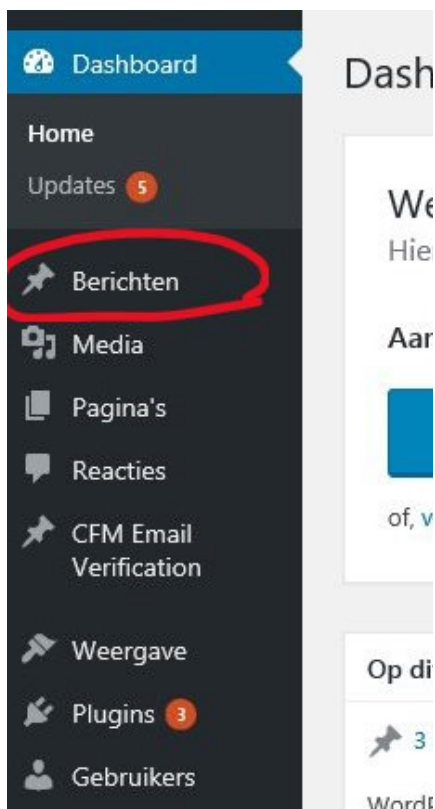 Dashboard
Home
Updates 5
Berichten
Media
Pagina's
Reacties
CFM Email
Verification
Weergave
Plugins 3
Gebruikers
Dash
We
Hie
Aan
of, v
Op di
3
WordP